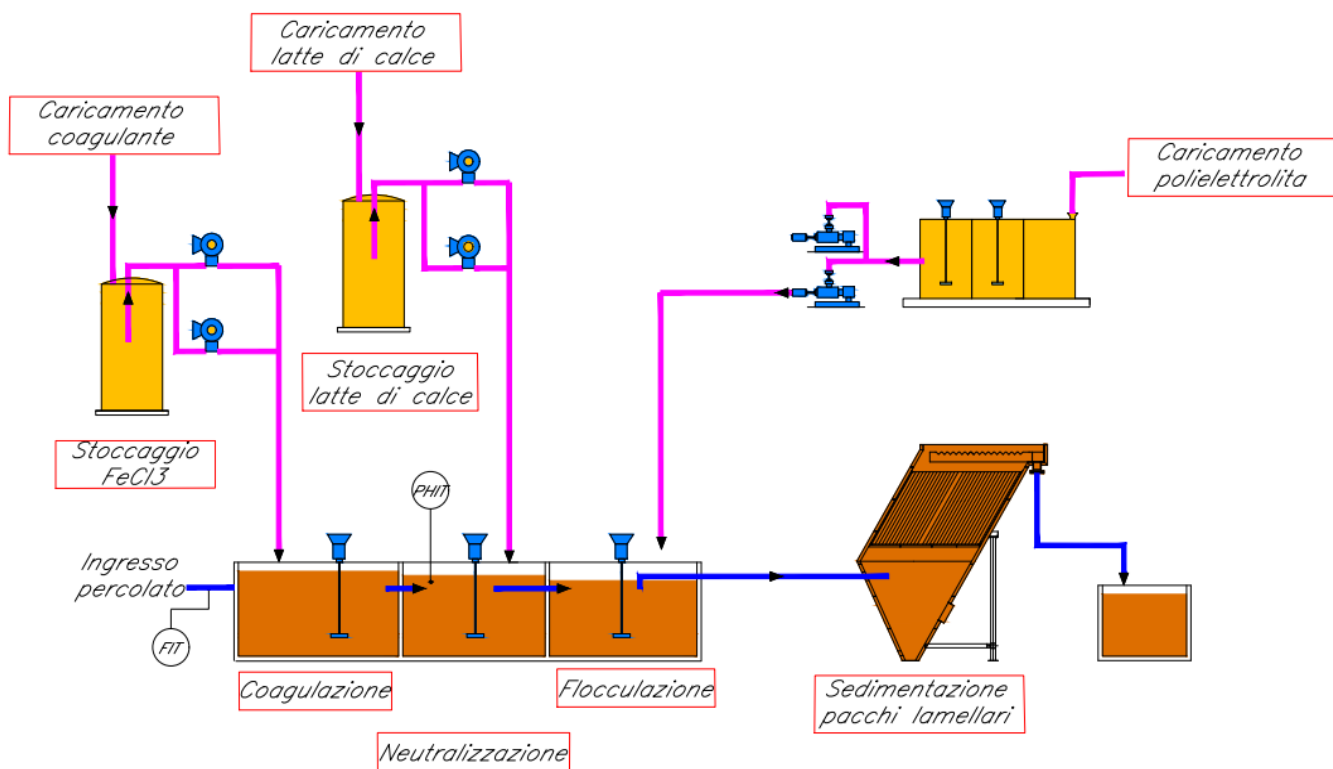 Caricamento
latte di calce
Caricamento
coagulante
Caricamento
polielettrolita
Stoccaggio
latte di calce
Stoccaggio
FeCl3
PHIT
Ingresso
percolato
FIT
Coagulazione
Flocculazione
Sedimentazione
pacchi lamellari
Neutralizzazione